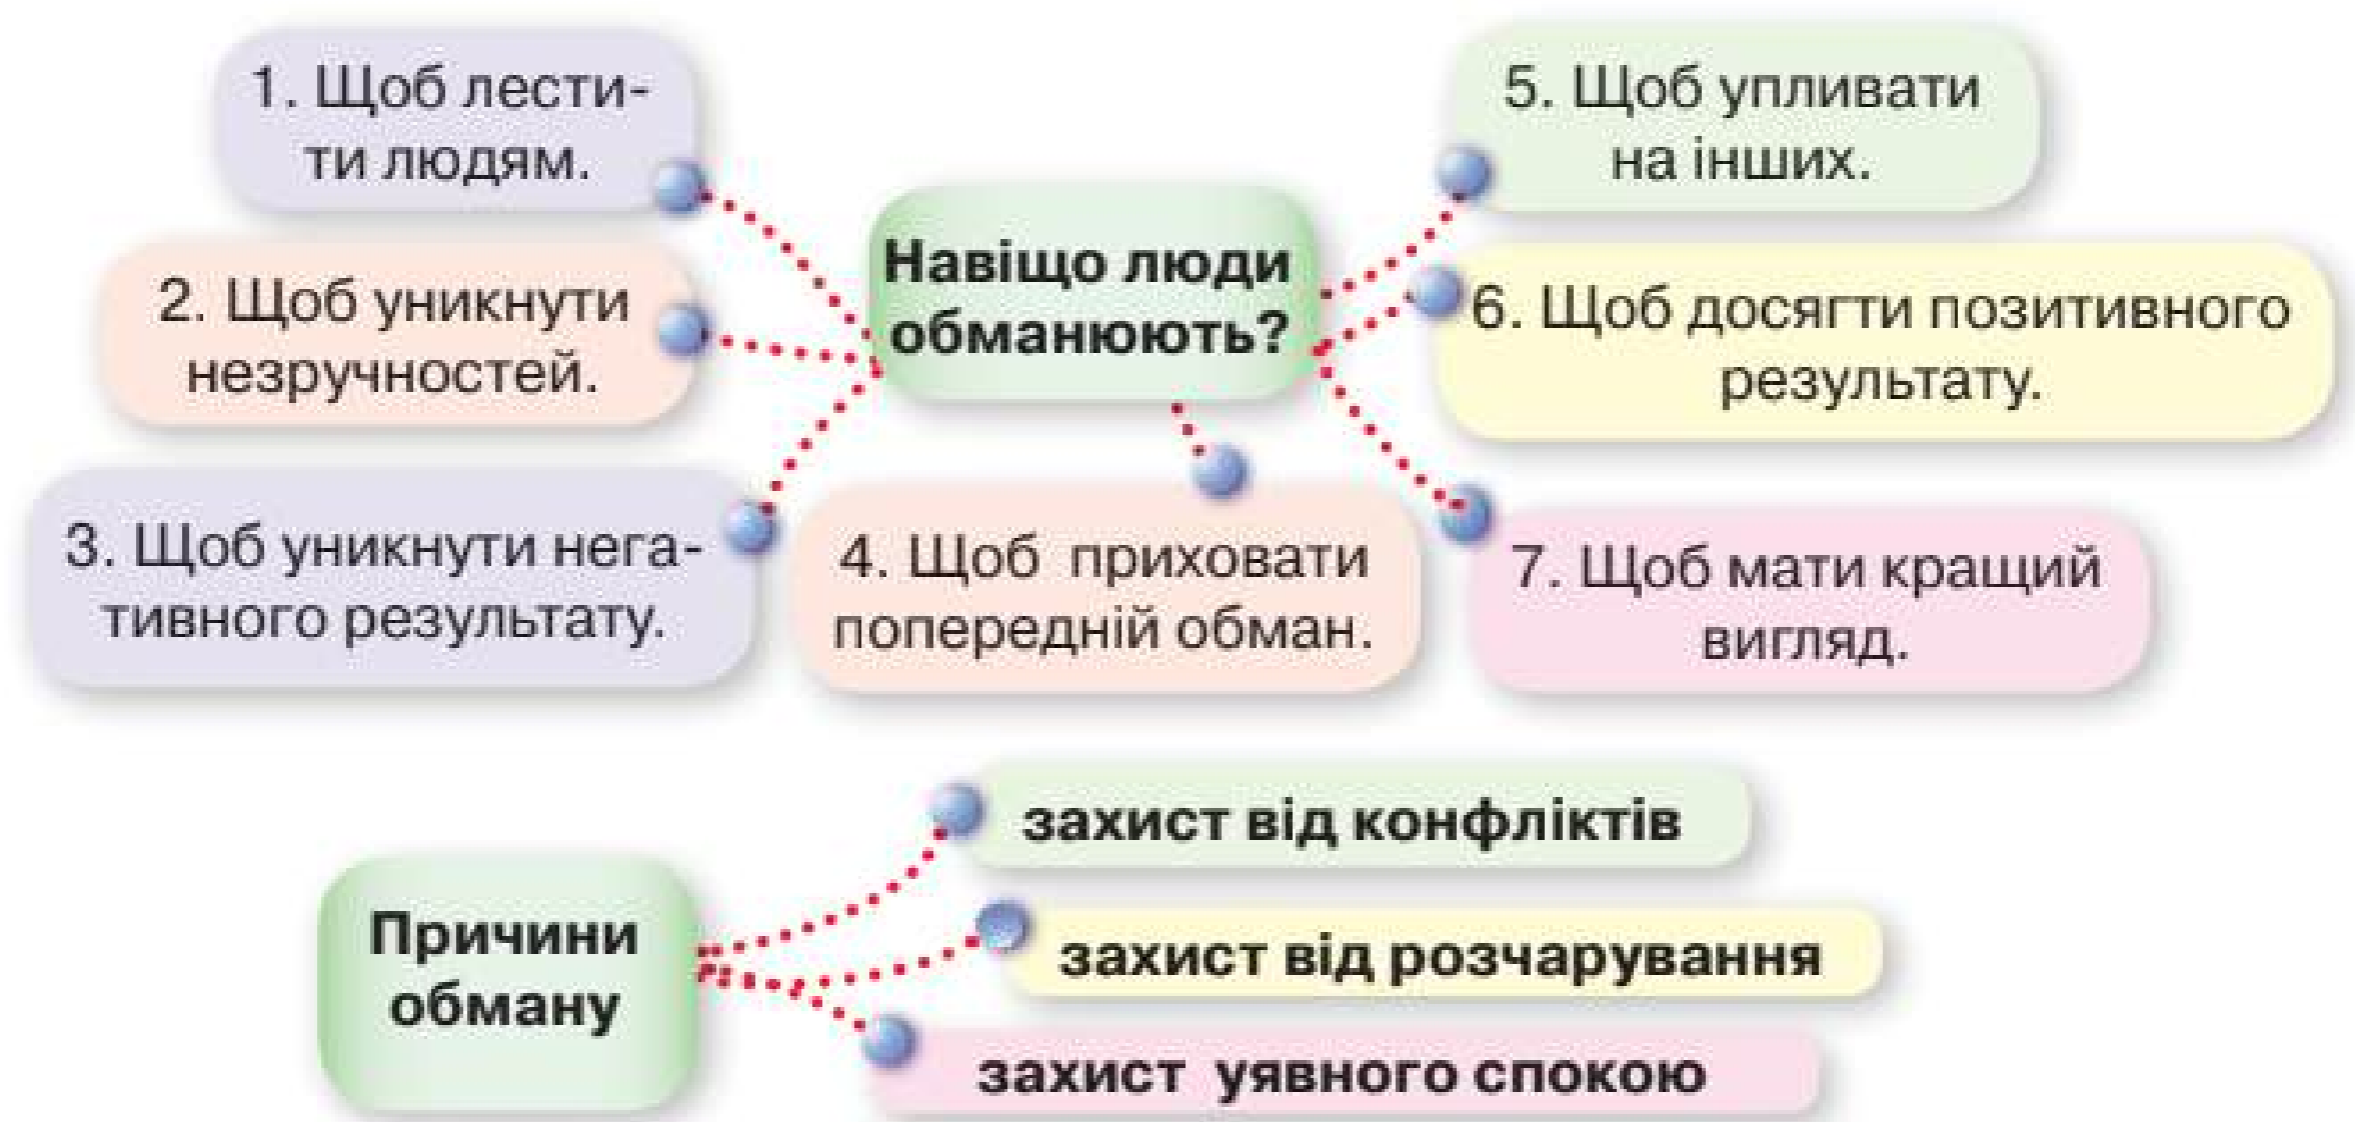 1. Щоб лести-
ти людям.
2. Щоб уникнути
незручностей.
3. Щоб уникнути нега-
тивного результату.
Навіщо люди
обманюють?
4. Щоб приховати
попередній обман.
5. Щоб упливати
на інших.
6. Щоб досягти позитивного
результату.
7. Щоб мати кращий
вигляд.
Причини
обману
захист від конфліктів
захист від розчарування
захист уявного спокою